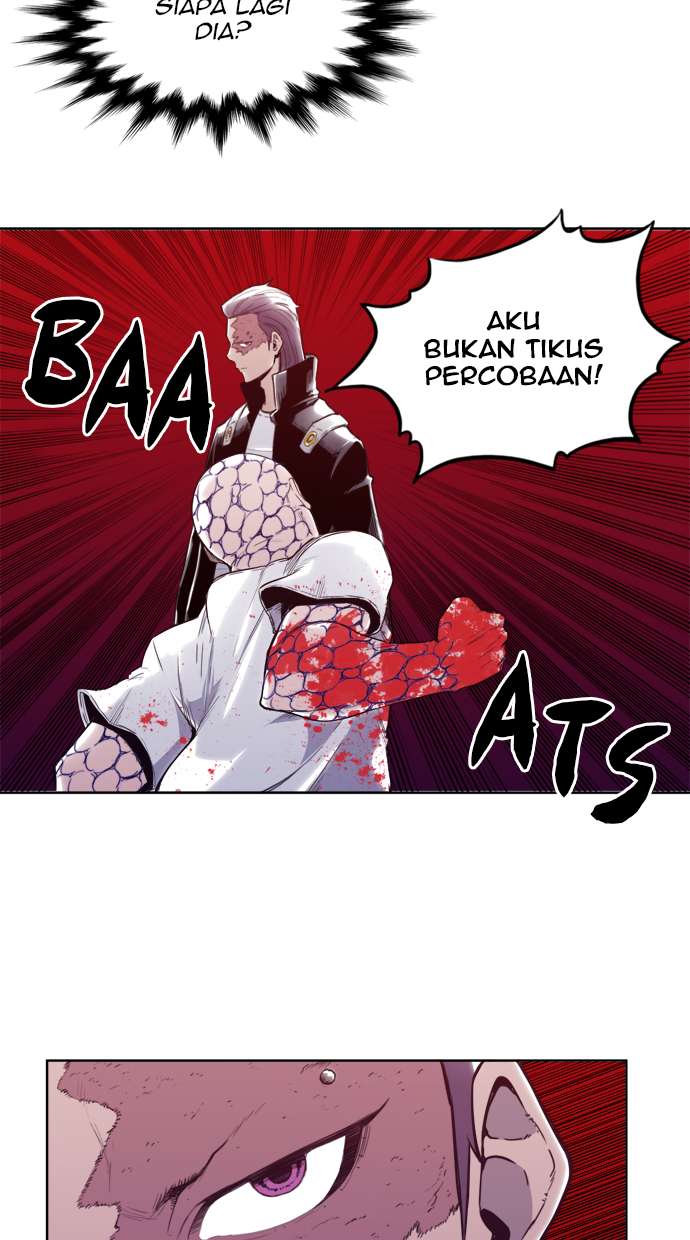 SIAPA LAGI
DIA?
AKU
BUKAN TIKUS
PERCOBAAN!
BAA
ATS